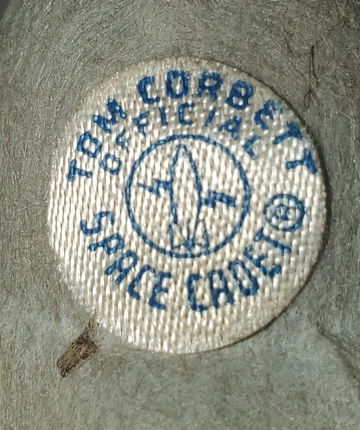 TOM CORBETT
OFFICIAL
SPACE CADET ®